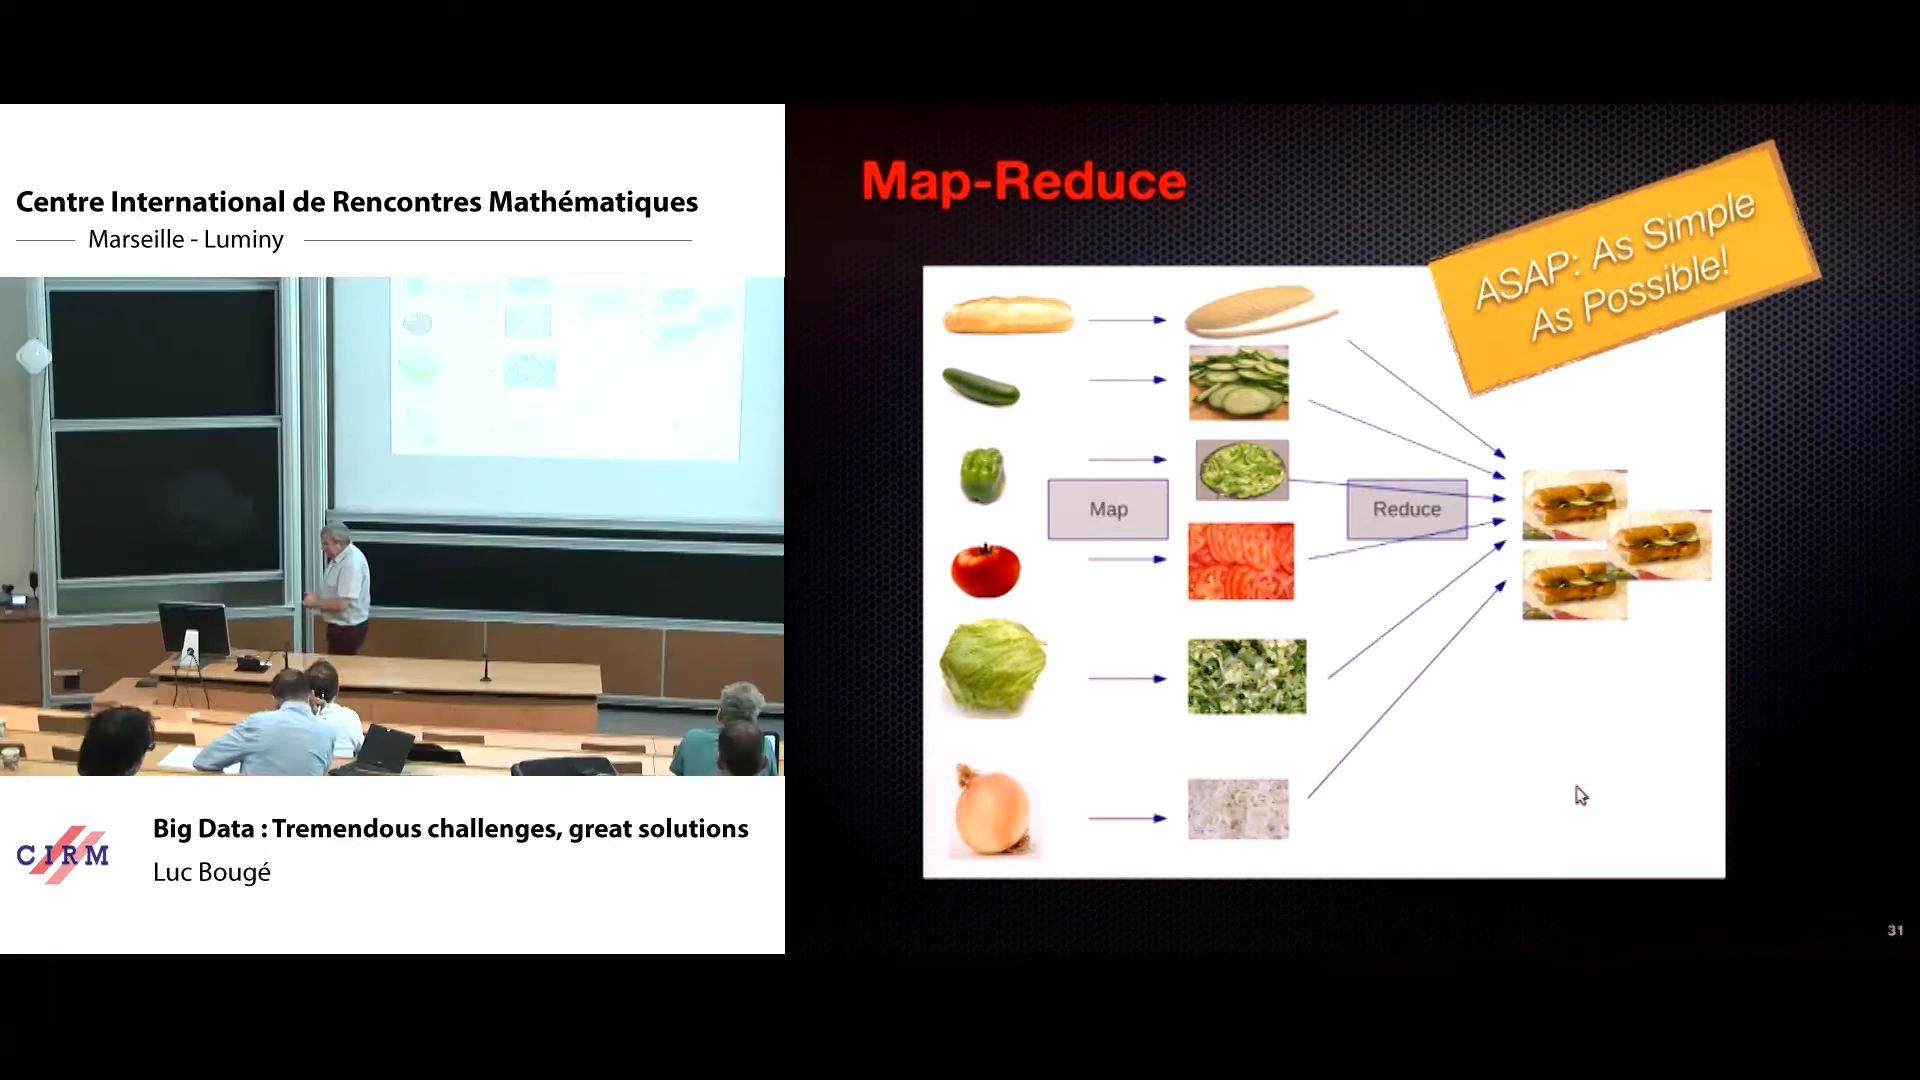 Centre International de Rencontres Mathématiques
Marseille - Luminy
CIRM
Big Data : Tremendous challenges, great solutions
Luc Bougé
Map-Reduce
ASAP: As Simple
As Possible!
Map
Reduce
31